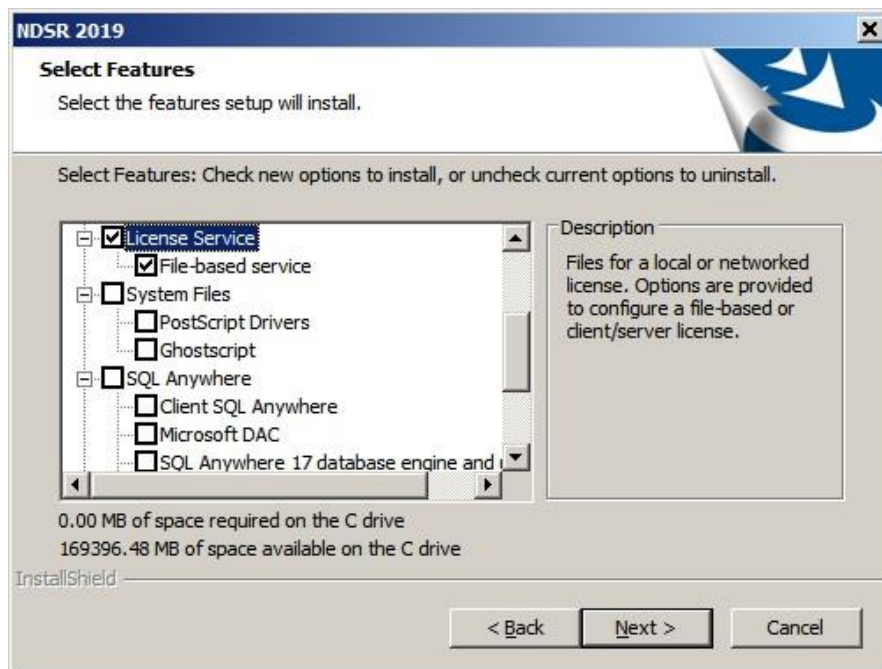 NDSR 2019
Select Features
Select the features setup will install.
Select Features: Check new options to install, or uncheck current options to uninstall.
License Service
File-based service
System Files
PostScript Drivers
Ghostscript
SQL Anywhere
Client SQL Anywhere
Microsoft DAC
SQL Anywhere 17 database engine and
Description
Files for a local or networked
license. Options are provided
to configure a file-based or
client/server license.
0.00 MB of space required on the C drive
169396.48 MB of space available on the C drive
InstallShield
< Back
Next >
Cancel